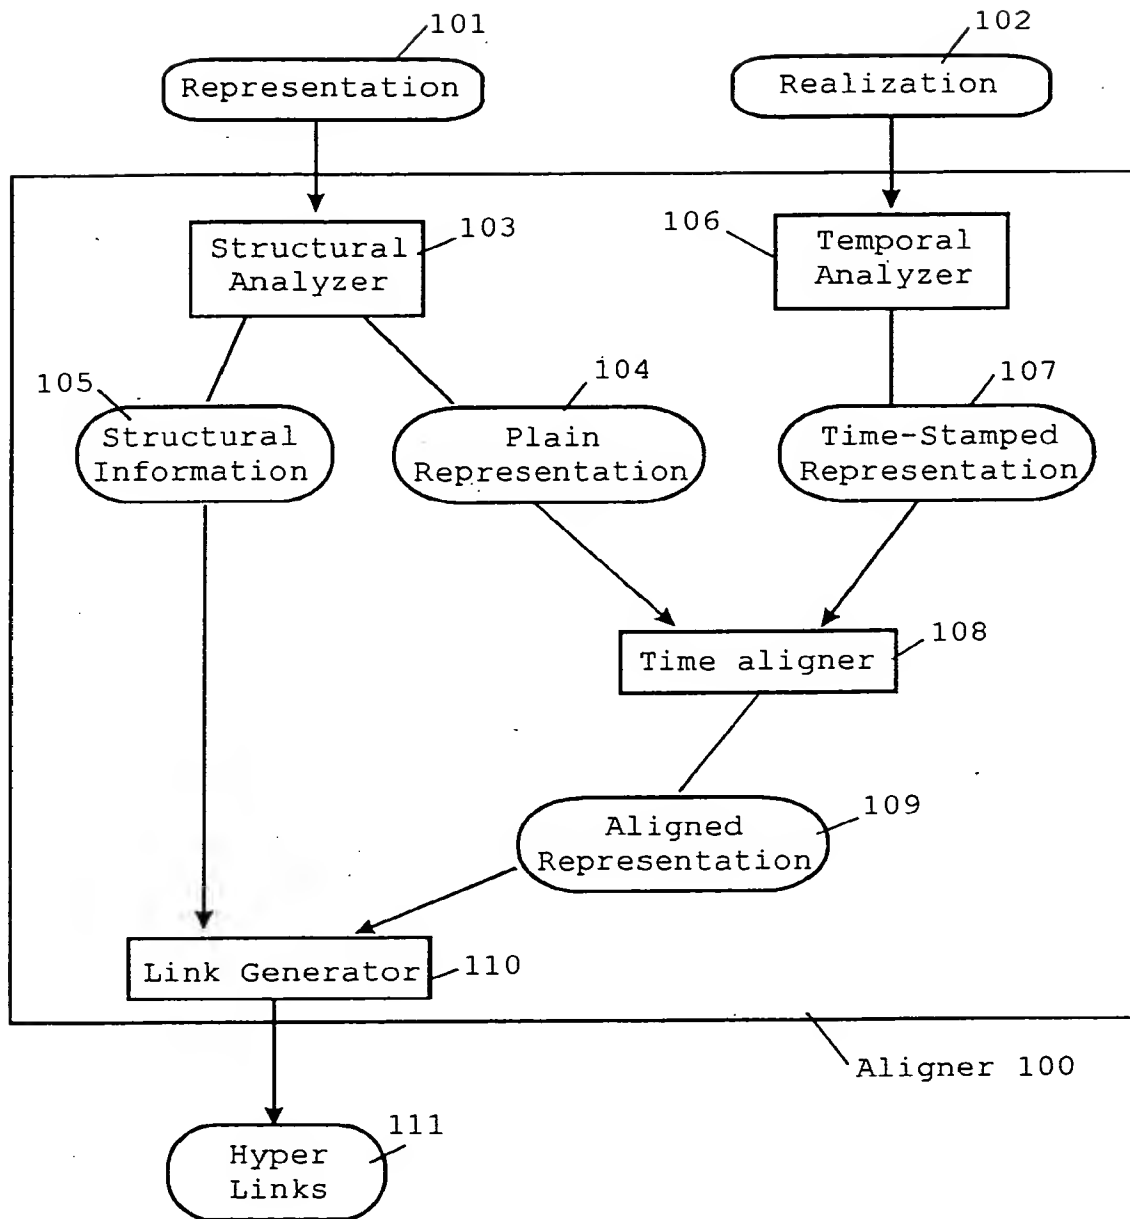 101
102
Representation
Realization
103
106
Structural
Analyzer
Temporal
Analyzer
105
104
107
Structural
Information
Plain
Representation
Time-Stamped
Representation
108
Time aligner
109
Aligned
Representation
Link Generator
110
Aligner 100
111
Hyper
Links